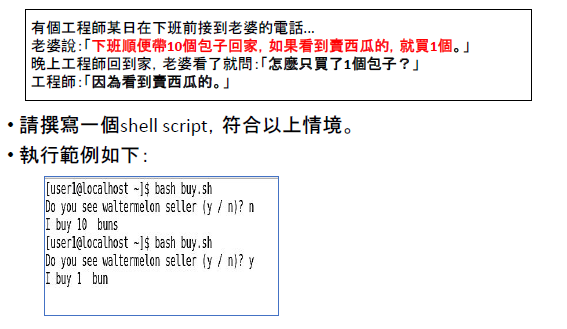 有個工程師某日在下班前接到老婆的電話…
老婆說：「下班順便帶10個包子回家，如果看到賣西瓜的，就買1個。」
晚上工程師回到家，老婆看了就問：「怎麼只買了1個包子？」
工程師：「因為看到賣西瓜的。」
• 請撰寫一個shell script，符合以上情境。
• 執行範例如下：
[user1@localhost ~]$ bash buy.sh
Do you see waltermelon seller (y / n)? n
I buy 10 buns
[user1@localhost ~]$ bash buy.sh
Do you see waltermelon seller (y / n)? y
I buy 1 bun